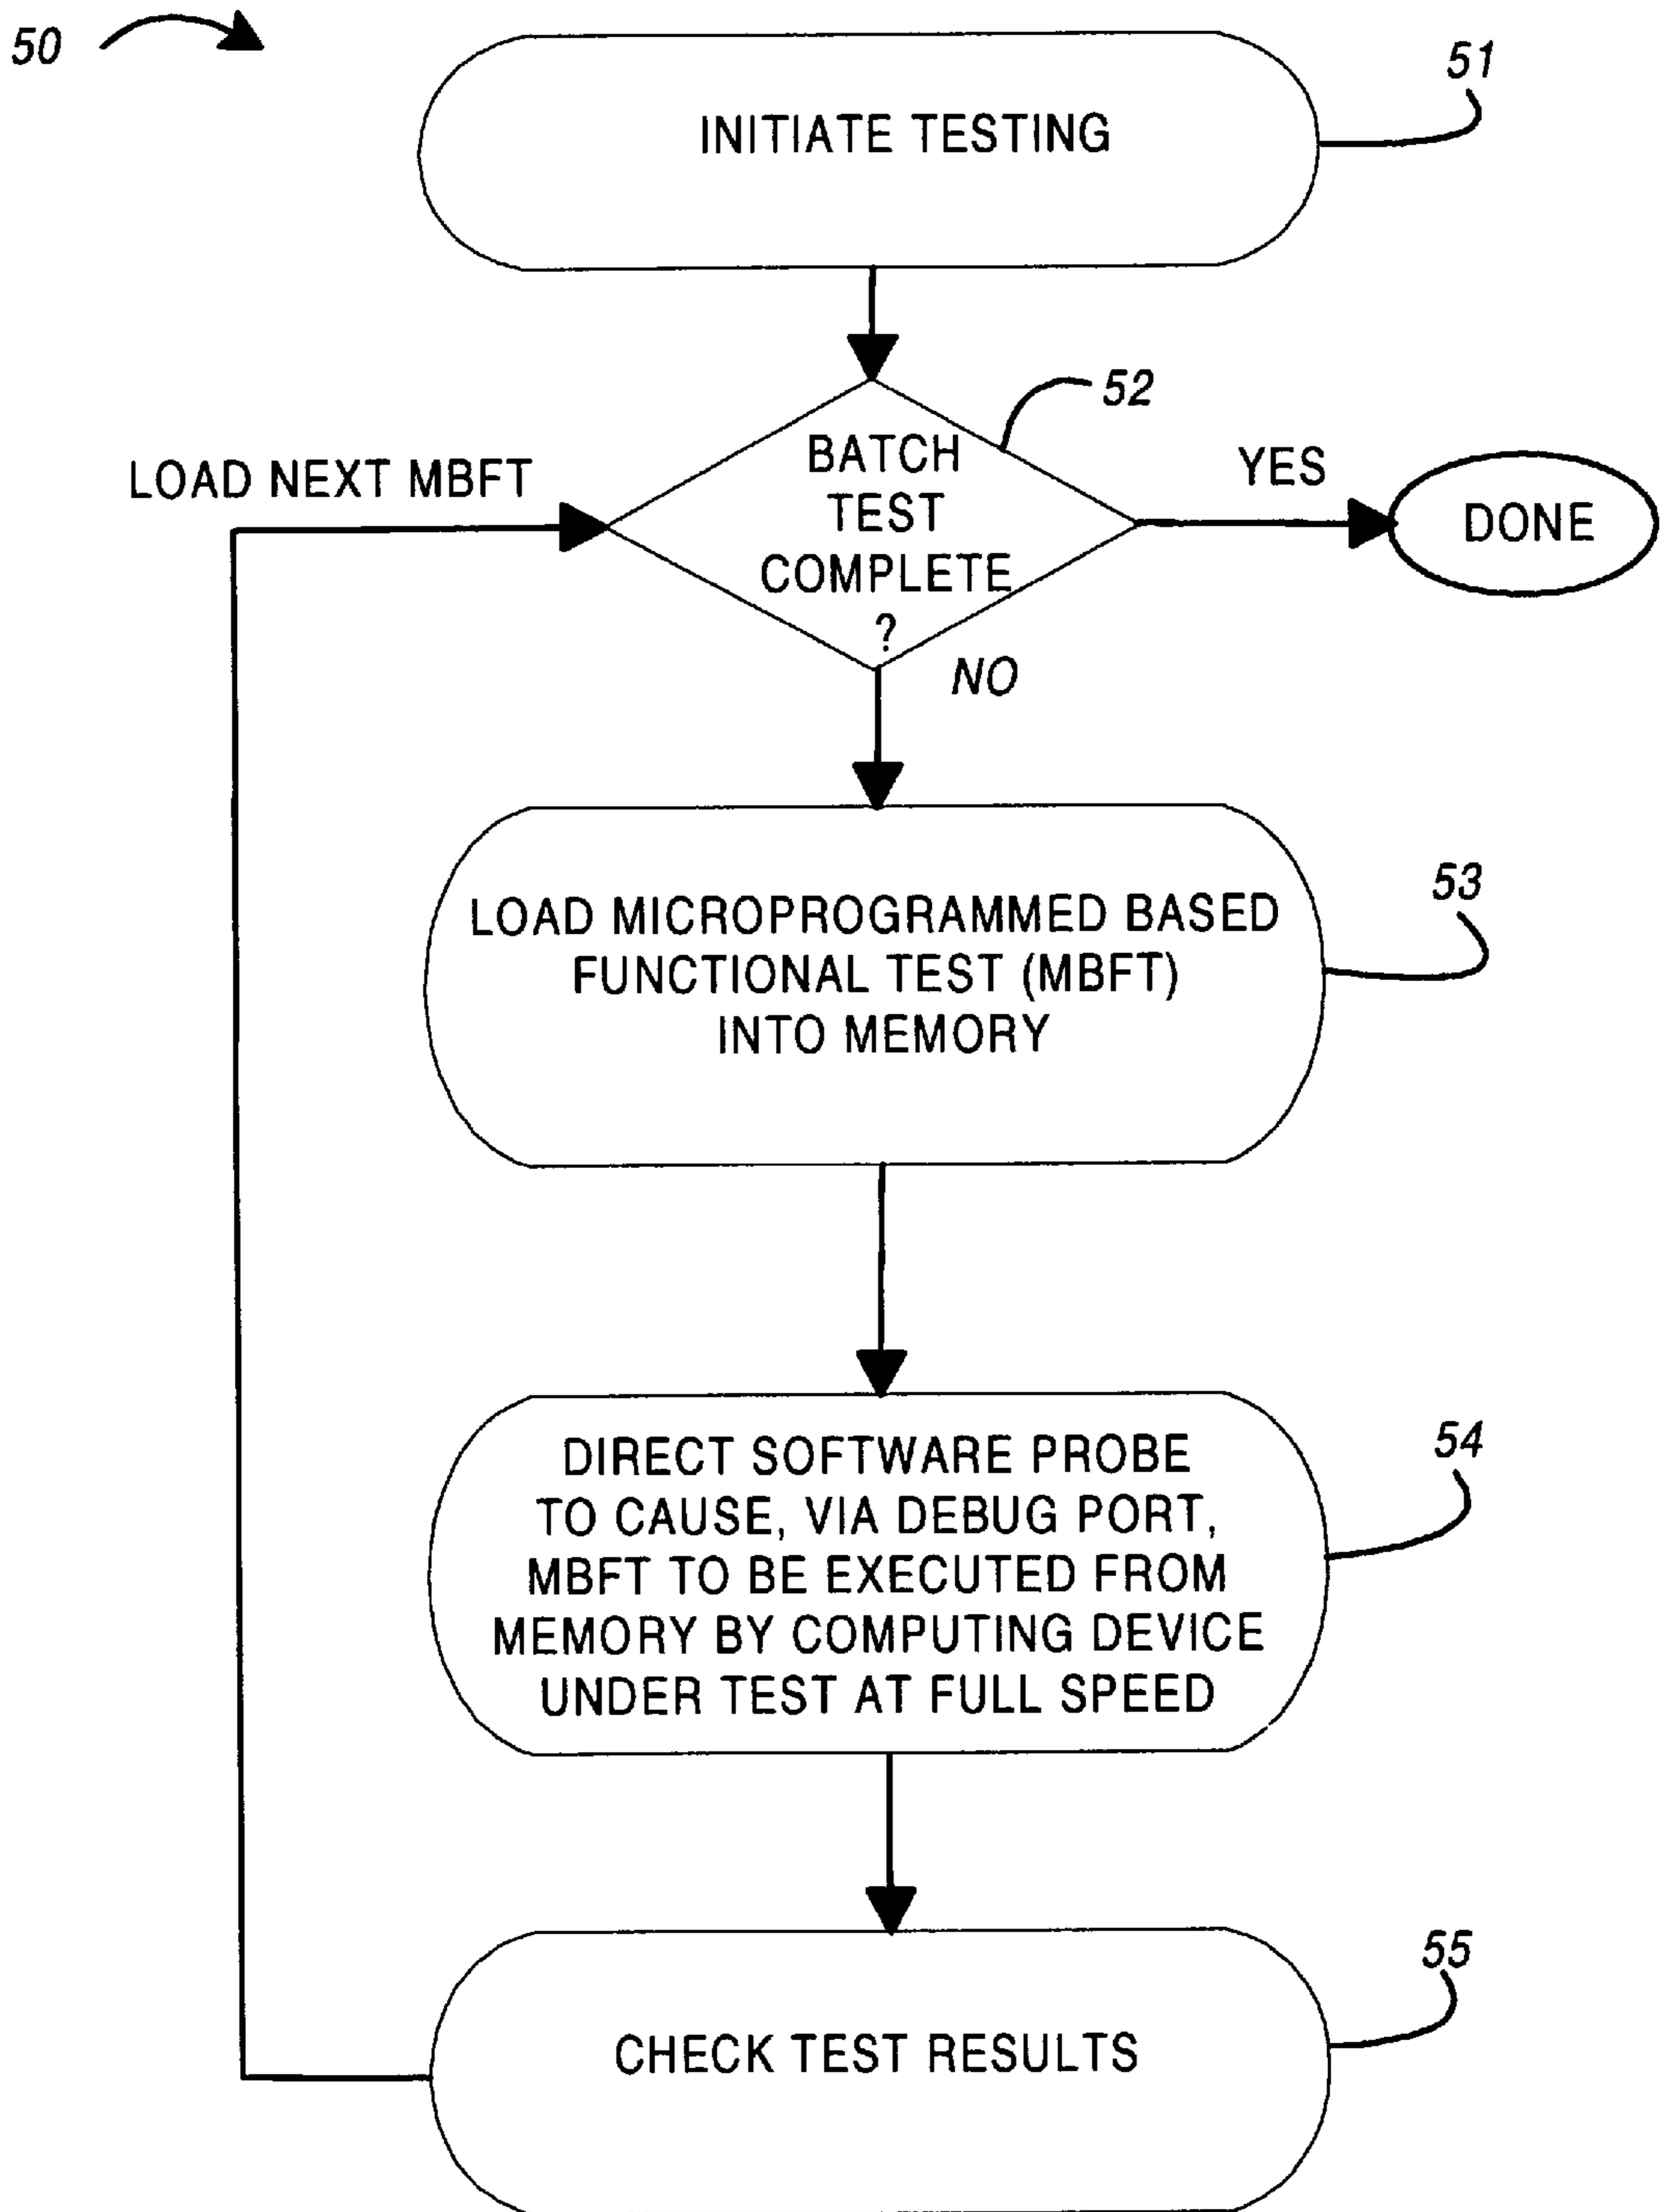 50
51
INITIATE TESTING
52
BATCH
TEST
COMPLETE
?
LOAD NEXT MBFT
YES
DONE
NO
53
LOAD MICROPROGRAMMED BASED
FUNCTIONAL TEST (MBFT)
INTO MEMORY
54
DIRECT SOFTWARE PROBE
TO CAUSE, VIA DEBUG PORT,
MBFT TO BE EXECUTED FROM
MEMORY BY COMPUTING DEVICE
UNDER TEST AT FULL SPEED
55
CHECK TEST RESULTS